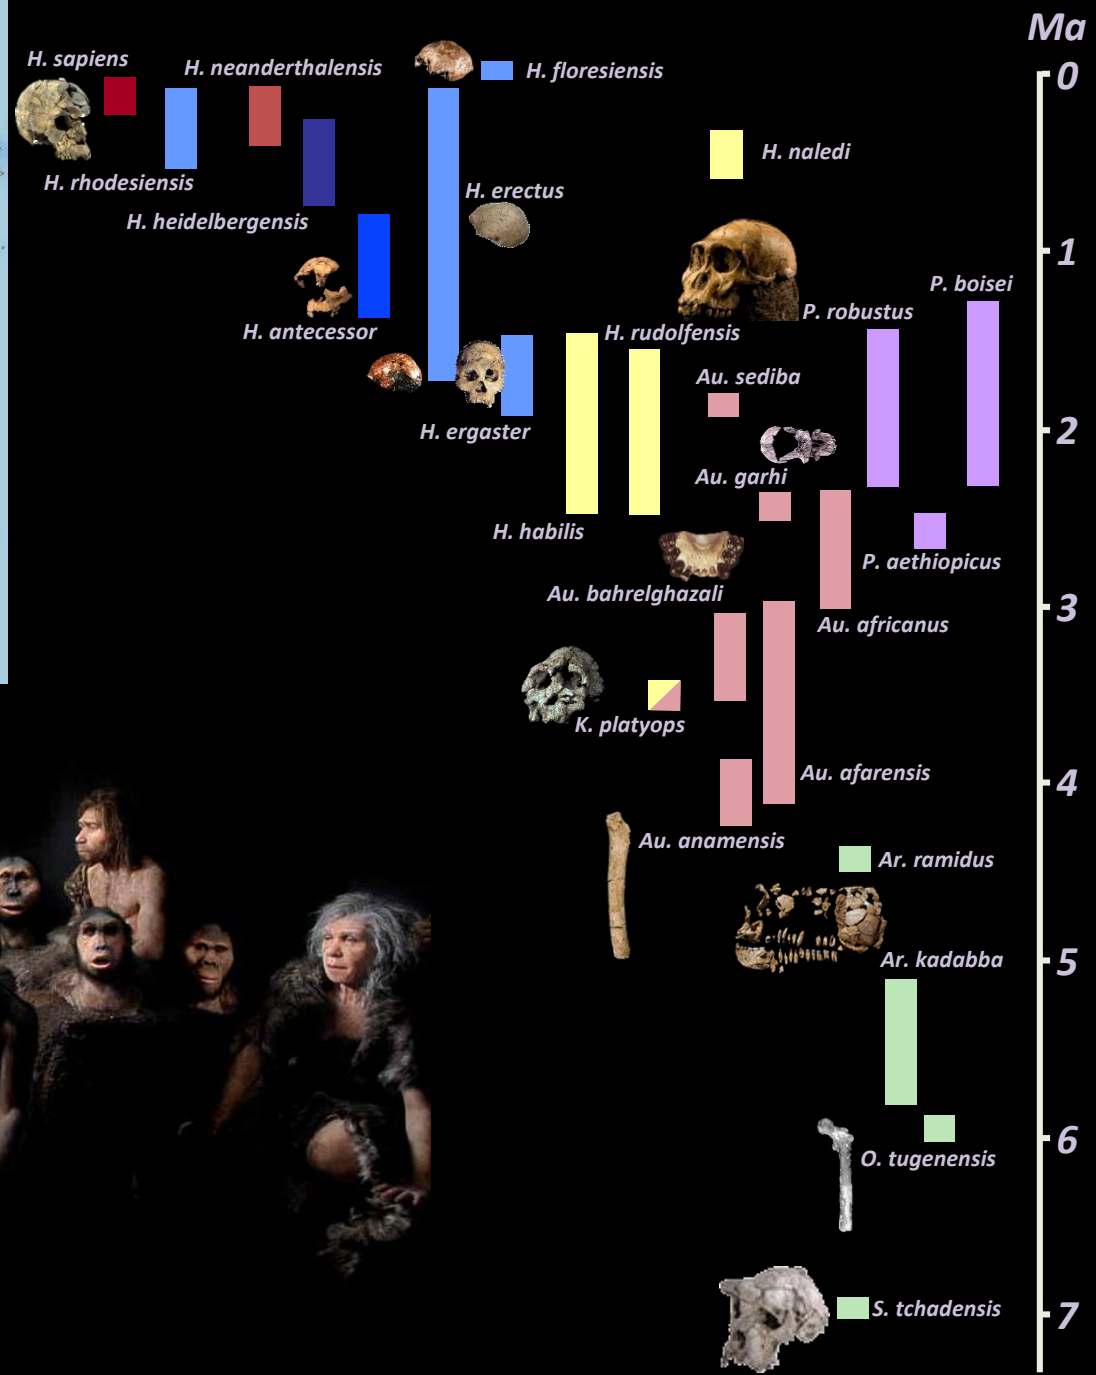 Ma
H. sapiens
H. neanderthalensis
H. floresiensis
0
H. naledi
H. rhodesiensis
H. erectus
H. heidelbergensis
1
P. boisei
P. robustus
H. antecessor
H. rudolfensis
Au. sediba
H. ergaster
2
Au. garhi
H. habilis
P. aethiopicus
Au. bahrelghazali
3
Au. africanus
K. platyops
Au. afarensis
4
Au. anamensis
Ar. ramidus
Ar. kadabba
5
6
O. tugenensis
S. tchadensis
7